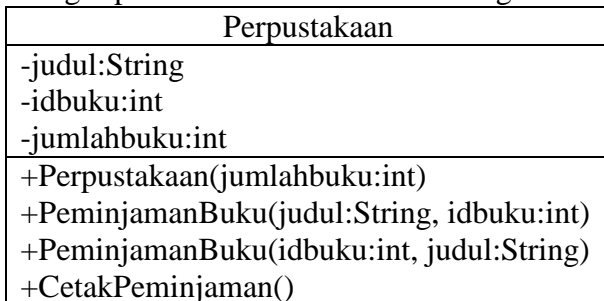 Perpustakaan
-judul:String
-idbuku:int
-jumlahbuku:int
+Perpustakaan(jumlahbuku:int)
+PeminjamanBuku(judul:String, idbuku:int)
+PeminjamanBuku(idbuku:int, judul:String)
+CetakPeminjaman()